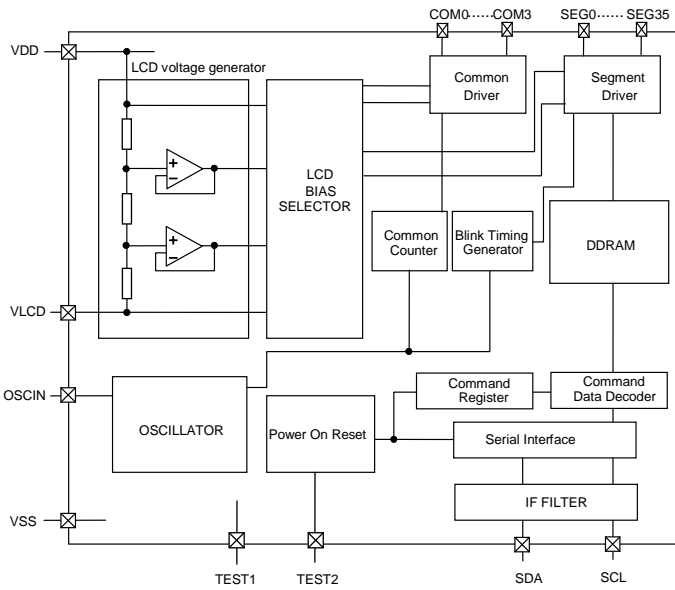 COM0······COM3
SEG0······SEG35
VDD
LCD voltage generator
Common
Driver
Segment
Driver
+
−
LCD
BIAS
SELECTOR
+
−
Common
Counter
Blink Timing
Generator
DDRAM
VLCD
OSCIN
OSCILLATOR
Power On Reset
Command
Register
Command
Data Decoder
Serial Interface
IF FILTER
VSS
TEST1
TEST2
SDA
SCL